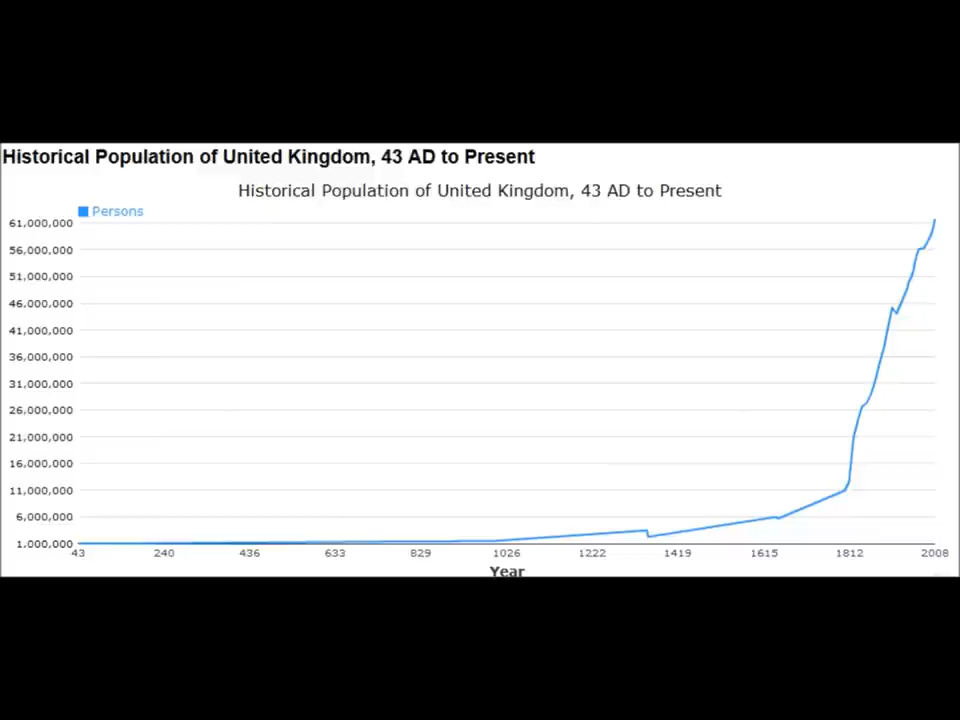 Historical Population of United Kingdom, 43 AD to Present
Historical Population of United Kingdom, 43 AD to Present
Persons
61,000,000
56,000,000
51,000,000
46,000,000
41,000,000
36,000,000
31,000,000
26,000,000
21,000,000
16,000,000
11,000,000
6,000,000
1,000,000
43 240 436 633 829 1026 1222 1419 1615 1812 2008
Year